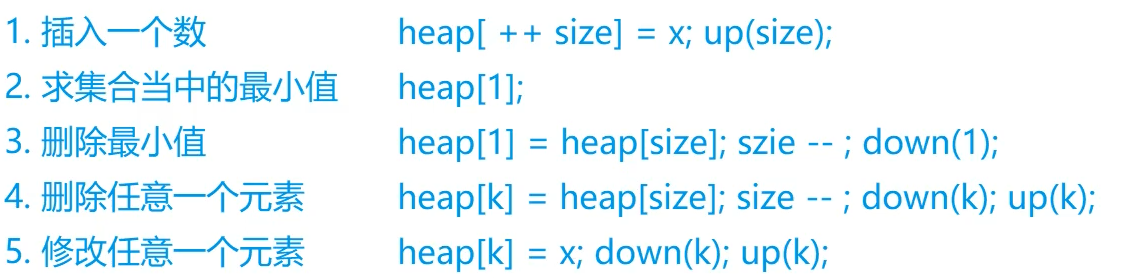 1. 插入一个数 heap[ ++ size] = x; up(size);
2. 求集合当中的最小值 heap[1];
3. 删除最小值 heap[1] = heap[size]; szie -- ; down(1);
4. 删除任意一个元素 heap[k] = heap[size]; size -- ; down(k); up(k);
5. 修改任意一个元素 heap[k] = x; down(k); up(k);